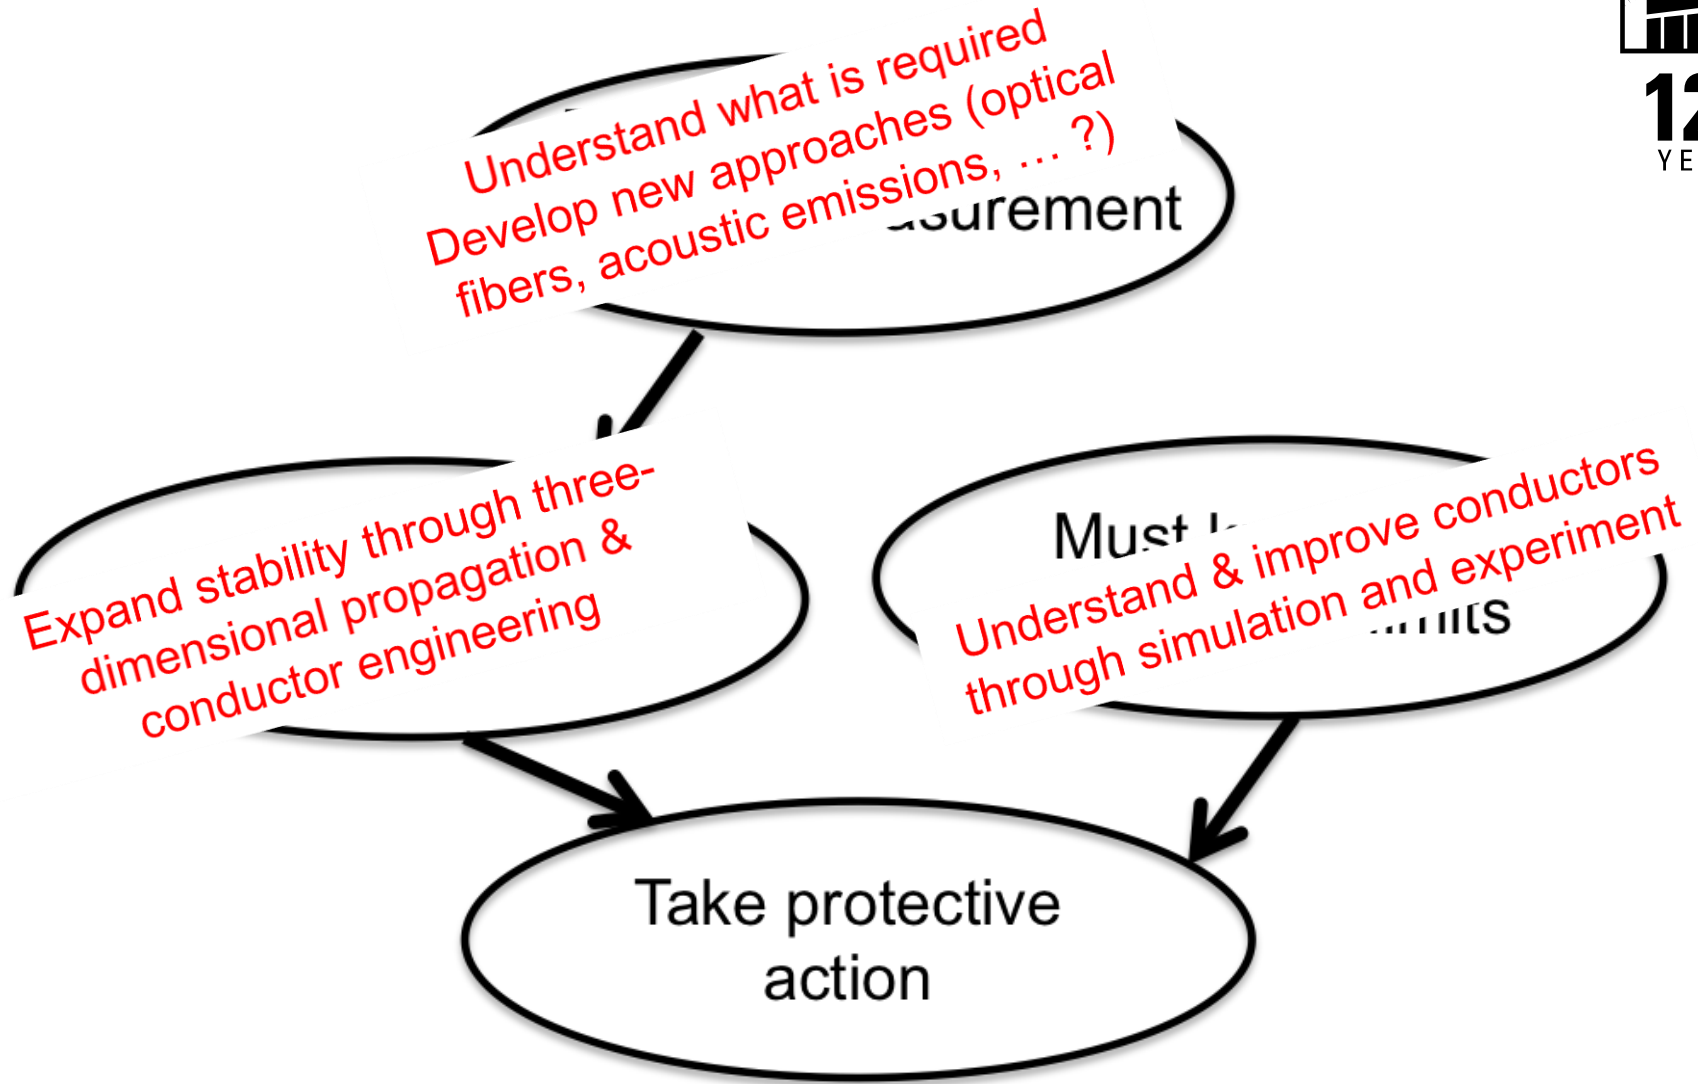 Understand what is required
Develop new approaches (optical
fibers, acoustic emissions, … ?)
Expand stability through three-
dimensional propagation &
conductor engineering
Must
Understand & improve conductors
through simulation and experiment
Take protective
action